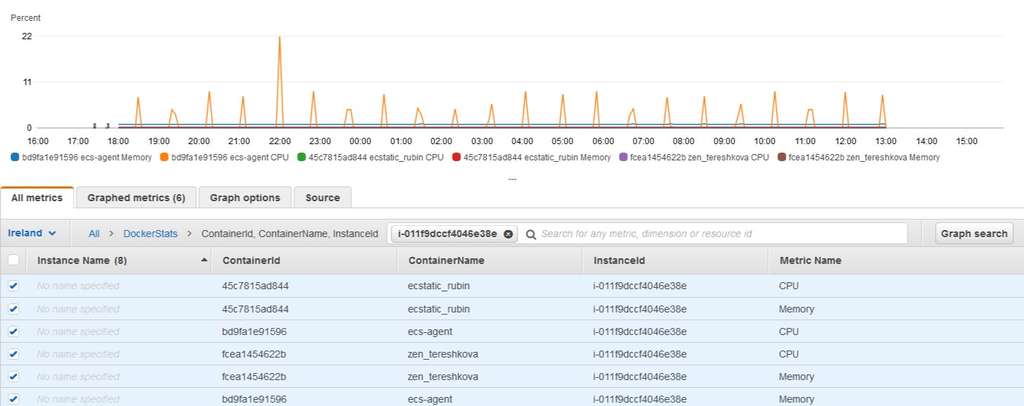 Percent
22
11
0
16:00 17:00 18:00 19:00 20:00 21:00 22:00 23:00 00:00 01:00 02:00 03:00 04:00 05:00 06:00 07:00 08:00 09:00 10:00 11:00 12:00 13:00 14:00 15:00
bd9fa1e91596 ecs-agent Memory bd9fa1e91596 ecs-agent CPU 45c7815ad844 ecstatic_rubin CPU 45c7815ad844 ecstatic_rubin Memory fcea1454622b zen_tereshkova CPU fcea1454622b zen_tereshkova Memory
All metrics Graphed metrics (6) Graph options Source
Ireland All > DockerStats > ContainerId, ContainerName, InstanceId i-011f9dccf4046e38e Search for any metric, dimension or resource id Graph search
Instance Name (8) ContainerId ContainerName InstanceId Metric Name
No name specified 45c7815ad844 ecstatic_rubin i-011f9dccf4046e38e CPU
No name specified 45c7815ad844 ecstatic_rubin i-011f9dccf4046e38e Memory
No name specified bd9fa1e91596 ecs-agent i-011f9dccf4046e38e CPU
No name specified fcea1454622b zen_tereshkova i-011f9dccf4046e38e CPU
No name specified fcea1454622b zen_tereshkova i-011f9dccf4046e38e Memory
No name specified bd9fa1e91596 ecs-agent i-011f9dccf4046e38e Memory